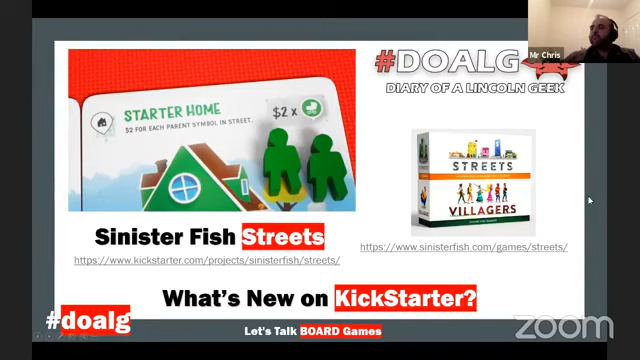 Mr Chris
#DOALG
DIARY OF A LINCOLN GEEK
STARTER HOME
$2 FOR EACH PARENT SYMBOL IN STREET.
$2 x
STREETS
VILLAGERS
Sinister Fish Streets
https://www.kickstarter.com/projects/sinisterfish/streets/
https://www.sinisterfish.com/games/streets/
What's New on KickStarter?
#doalg
Let's Talk BOARD Games
zoom